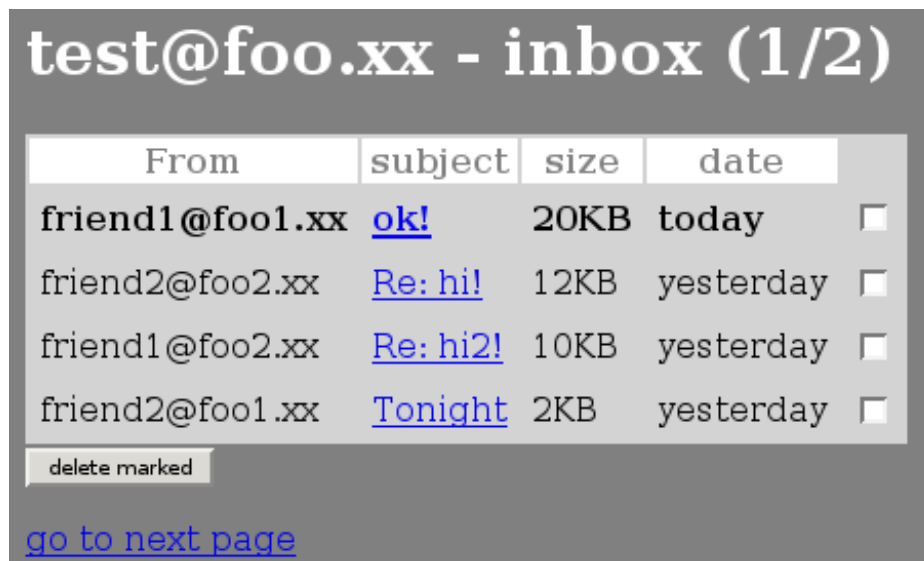 test@foo.xx - inbox (1/2)
From subject size date
friend1@foo1.xx ok! 20KB today
friend2@foo2.xx Re: hi! 12KB yesterday
friend1@foo2.xx Re: hi2! 10KB yesterday
friend2@foo1.xx Tonight 2KB yesterday
delete marked
go to next page